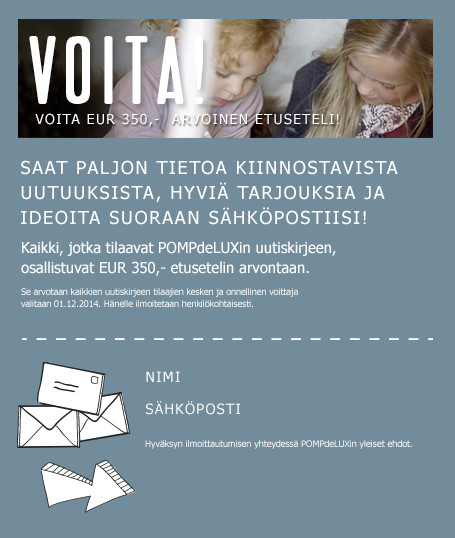 VOITA!
VOITA EUR 350,- ARVOINEN ETUSETELI!
SAAT PALJON TIETOA KIINNOSTAVISTA
UUTUUKSISTA, HYVIÄ TARJOUKSIA JA
IDEOITA SUORAAN SÄHKÖPOSTIISI!
Kaikki, jotka tilaavat POMPdeLUXin uutiskirjeen,
osallistuvat EUR 350,- etusetelin arvontaan.
Se arvotaan kaikkien uutiskirjeen tilaajien kesken ja onnellinen voittaja
valitaan 01.12.2014. Hänelle ilmoitetaan henkilökohtaisesti.
NIMI
SÄHKÖPOSTI
Hyväksyn ilmoittautumisen yhteydessä POMPdeLUXin yleiset ehdot.